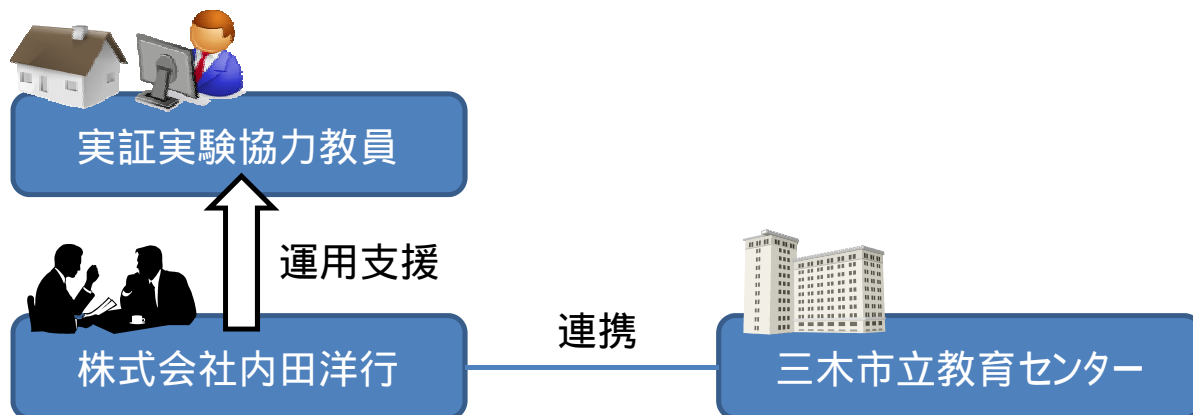 実証実験協力教員
運用支援
連携
株式会社内田洋行
三木市立教育センター